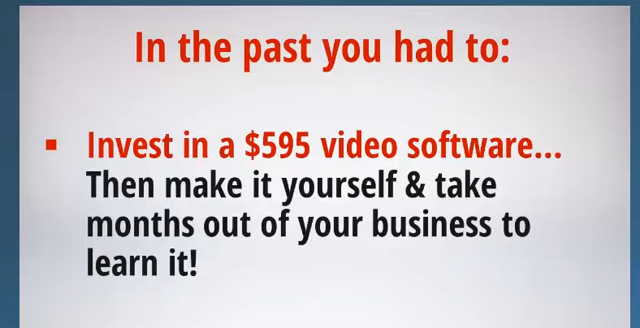 In the past you had to:
▪ Invest in a $595 video software...
Then make it yourself & take
months out of your business to
learn it!